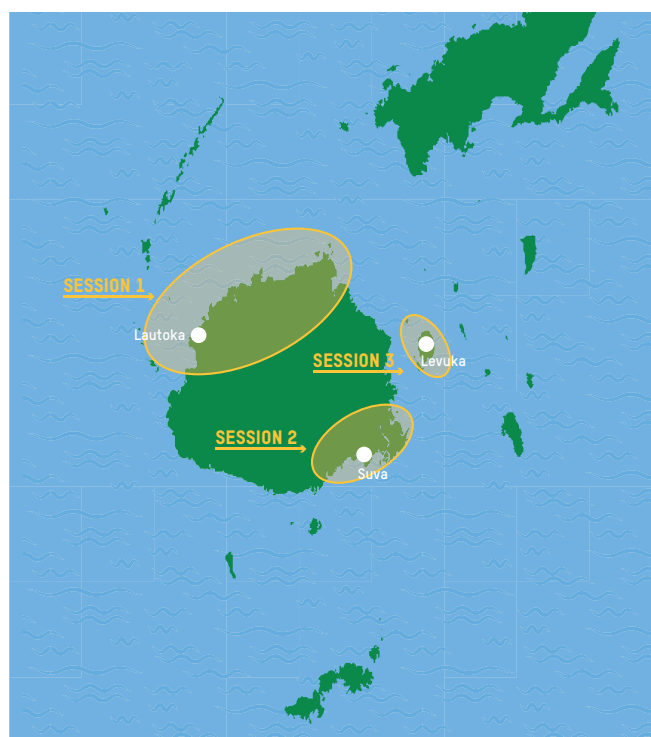 SESSION 1
Lautoka
SESSION 3
Levuka
SESSION 2
Suva